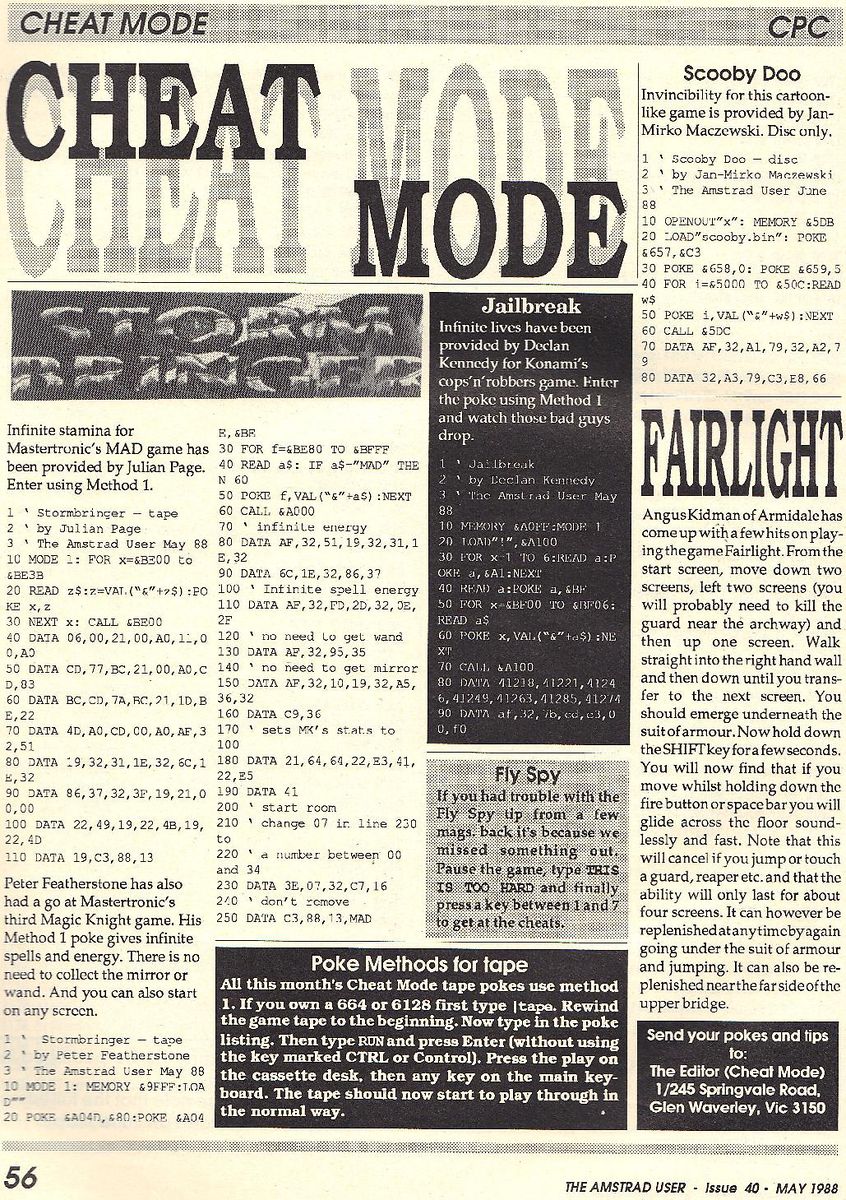 CHEAT MODE
CPC
CHEAT
MODE
STORM
BRINGER
Infinite stamina for
Mastertronic's MAD game has
been provided by Julian Page.
Enter using Method 1.
1 ' Stormbringer – tape
2 ' by Julian Page
3 ' The Amstrad User May 88
10 MODE 1: FOR x=&BE00 to
&BE3B
20 READ z$:z=VAL("&"+z$):PO
KE x,z
30 NEXT x: CALL &BE00
40 DATA 06,00,21,00,A0,11,0
0,A0
50 DATA CD,77,BC,21,00,A0,C
D,83
60 DATA BC,CD,7A,BC,21,1D,B
E,22
70 DATA 4D,A0,CD,00,A0,AF,3
2,51
80 DATA 19,32,31,1E,32,6C,1
E,32
90 DATA 86,37,32,3F,19,21,0
0,00
100 DATA 22,49,19,22,4B,19,
22,4D
110 DATA 19,C3,88,13
Peter Featherstone has also
had a go at Mastertronic's
third Magic Knight game. His
Method 1 poke gives infinite
spells and energy. There is no
need to collect the mirror or
wand. And you can also start
on any screen.
1 ' Stormbringer – tape
2 ' by Peter Featherstone
3 ' The Amstrad User May 88
10 MODE 1: MEMORY &9FFF:LOA
D""
20 POKE &A04D,&80:POKE &A04
E,&BE
30 FOR f=&BE80 TO &BFFF
40 READ a$: IF a$="MAD" THE
N 60
50 POKE f,VAL("&"+a$):NEXT
60 CALL &A000
70 ' infinite energy
80 DATA AF,32,51,19,32,31,1
E,32
90 DATA 6C,1E,32,86,37
100 ' Infinite spell energy
110 DATA AF,32,FD,2D,32,0E,
2F
120 ' no need to get wand
130 DATA AF,32,95,35
140 ' no need to get mirror
150 DATA AF,32,10,19,32,A5,
36,32
160 DATA C9,36
170 ' sets MK's stats to
100
180 DATA 21,64,64,22,E3,41,
22,E5
190 DATA 41
200 ' start room
210 ' change 07 in line 230
to
220 ' a number between 00
and 34
230 DATA 3E,07,32,C7,16
240 ' don't remove
250 DATA C3,88,13,MAD
Jailbreak
Infinite lives have been
provided by Declan
Kennedy for Konami's
cops'n'robbers game. Enter
the poke using Method 1
and watch those bad guys
drop.
1 ' Jailbreak
2 ' by Declan Kennedy
3 ' The Amstrad User May
88
10 MEMORY &A0FF:MODE 1
20 LOAD"!",&A100
30 FOR x=1 TO 6:READ a:P
OKE a,&A1:NEXT
40 READ a:POKE a,&BF
50 FOR x=&BF00 TO &BF06:
READ a$
60 POKE x,VAL("&"+a$):NE
XT
70 CALL &A100
80 DATA 41218,41221,4124
6,41249,41263,41285,41274
90 DATA af,32,7b,cd,c3,0
0,f0
Fly Spy
If you had trouble with the
Fly Spy tip from a few
mags. back it's because we
missed something out.
Pause the game, type THIS
IS TOO HARD and finally
press a key between 1 and 7
to get at the cheats.
Poke Methods for tape
All this month's Cheat Mode tape pokes use method
1. If you own a 664 or 6128 first type |tape. Rewind
the game tape to the beginning. Now type in the poke
listing. Then type RUN and press Enter (without using
the key marked CTRL or Control). Press the play on
the cassette desk, then any key on the main key-
board. The tape should now start to play through in
the normal way.
Scooby Doo
Invincibility for this cartoon-
like game is provided by Jan-
Mirko Maczewski. Disc only.
1 ' Scooby Doo – disc
2 ' by Jan-Mirko Maczewski
3 ' The Amstrad User June
88
10 OPENOUT"x": MEMORY &5DB
20 LOAD"scooby.bin": POKE
&657,&C3
30 POKE &658,0: POKE &659,5
40 FOR i=&5000 TO &50C:READ
w$
50 POKE i,VAL("&"+w$):NEXT
60 CALL &5DC
70 DATA AF,32,A1,79,32,A2,7
9
80 DATA 32,A3,79,C3,E8,66
FAIRLIGHT
Angus Kidman of Armidale has
come up with a few hits on play-
ing the game Fairlight. From the
start screen, move down two
screens, left two screens (you
will probably need to kill the
guard near the archway) and
then up one screen. Walk
straight into the right hand wall
and then down until you trans-
fer to the next screen. You
should emerge underneath the
suit of armour. Now hold down
the SHIFT key for a few seconds.
You will now find that if you
move whilst holding down the
fire button or space bar you will
glide across the floor sound-
lessly and fast. Note that this
will cancel if you jump or touch
a guard, reaper etc. and that the
ability will only last for about
four screens. It can however be
replenished at any time by again
going under the suit of armour
and jumping. It can also be re-
plenished near the far side of the
upper bridge.
Send your pokes and tips
to:
The Editor (Cheat Mode)
1/245 Springvale Road,
Glen Waverley, Vic 3150
56
THE AMSTRAD USER - Issue 40 - MAY 1988